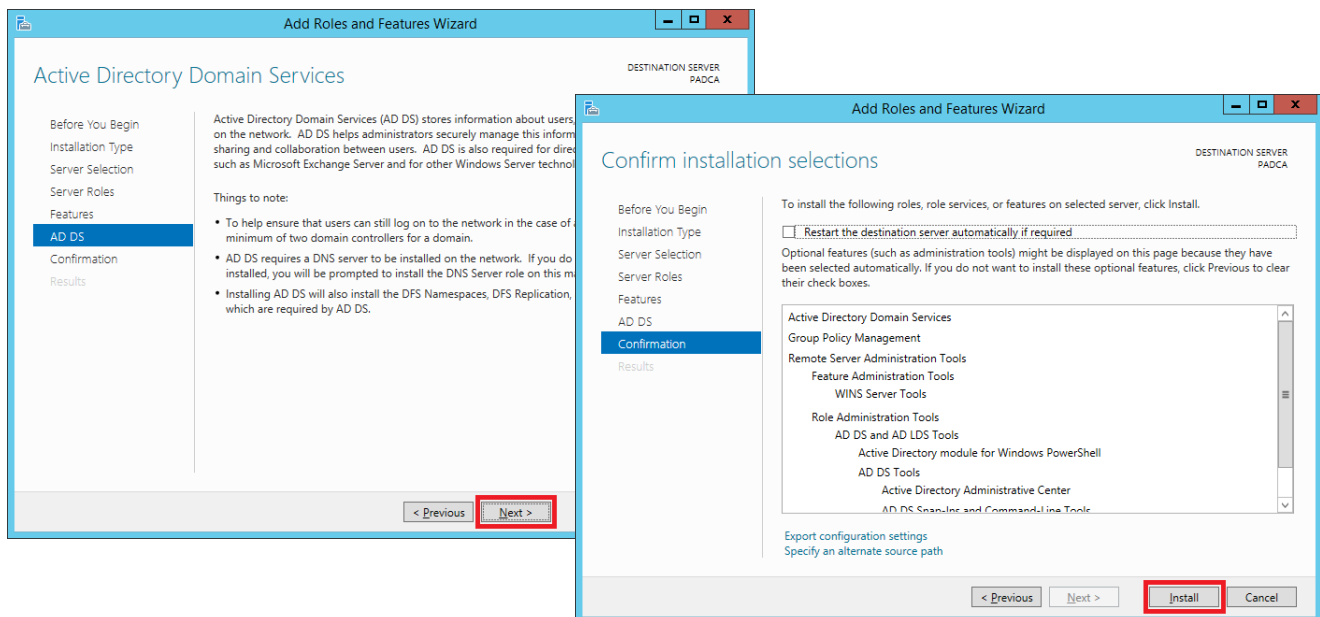 Add Roles and Features Wizard
Active Directory Domain Services
DESTINATION SERVER
PADCA
Before You Begin
Installation Type
Server Selection
Server Roles
Features
AD DS
Confirmation
Results
Active Directory Domain Services (AD DS) stores information about users,
on the network. AD DS helps administrators securely manage this inform
sharing and collaboration between users. AD DS is also required for direc
such as Microsoft Exchange Server and for other Windows Server technol
Things to note:
• To help ensure that users can still log on to the network in the case of a
minimum of two domain controllers for a domain.
• AD DS requires a DNS server to be installed on the network. If you do
installed, you will be prompted to install the DNS Server role on this ma
• Installing AD DS will also install the DFS Namespaces, DFS Replication,
which are required by AD DS.
< Previous
Next >
Add Roles and Features Wizard
Confirm installation selections
DESTINATION SERVER
PADCA
Before You Begin
Installation Type
Server Selection
Server Roles
Features
AD DS
Confirmation
Results
To install the following roles, role services, or features on selected server, click Install.
Restart the destination server automatically if required
Optional features (such as administration tools) might be displayed on this page because they have
been selected automatically. If you do not want to install these optional features, click Previous to clear
their check boxes.
Active Directory Domain Services
Group Policy Management
Remote Server Administration Tools
Feature Administration Tools
WINS Server Tools
Role Administration Tools
AD DS and AD LDS Tools
Active Directory module for Windows PowerShell
AD DS Tools
Active Directory Administrative Center
AD DS Snap-Ins and Command-Line Tools
Export configuration settings
Specify an alternate source path
< Previous
Next >
Install
Cancel